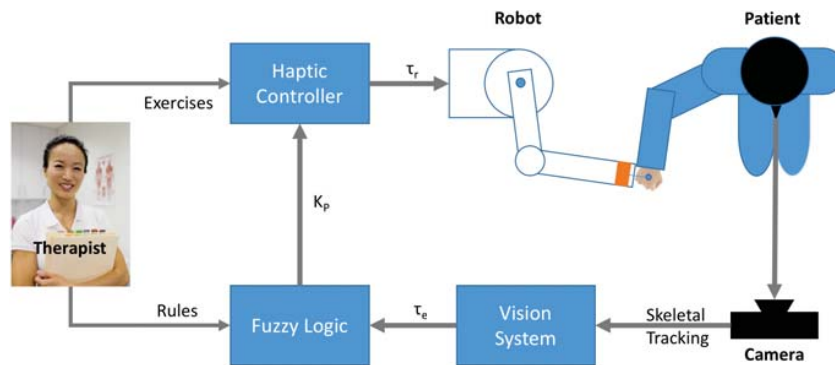 Robot
Patient
Haptic
Controller
τr
Exercises
KP
Therapist
Rules
Fuzzy Logic
τe
Vision
System
Skeletal
Tracking
Camera